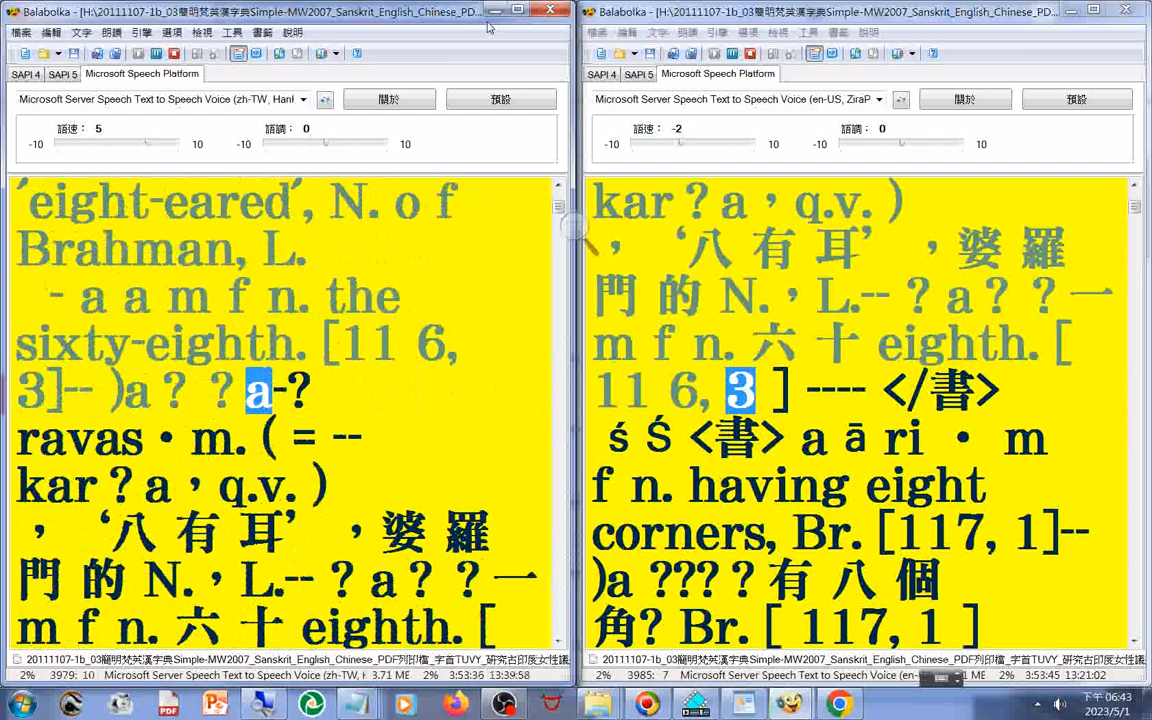 Balabolka - [H:\20111107-1b_03簡明梵英漢字典Simple-MW2007_Sanskrit_English_Chinese_PD...
檔案 編輯 文字 朗讀 引擎 選項 檢視 工具 書籤 說明
SAPI 4 SAPI 5 Microsoft Speech Platform
Microsoft Server Speech Text to Speech Voice (zh-TW, Hanl 關於 預設
語速： 5 語調： 0
-10 10 -10 10
'eight-eared', N. o f
Brahman, L.
- a a m f n. the
sixty-eighth. [11 6,
3]-- )a ? ? a-?
ravas·m. ( = --
kar?a，q.v. )
，‘八 有 耳’，婆 羅
門 的 N.，L.-- ? a ? ? 一
m f n. 六 十 eighth. [
20111107-1b_03簡明梵英漢字典Simple-MW2007_Sanskrit_English_Chinese_PDF列印檔_字首TUVY_研究古印度女性議
2% 3979: 10 Microsoft Server Speech Text to Speech Voice (zh-TW, H 3.71 MB 2% 3:53:36 13:39:58
Balabolka - [H:\20111107-1b_03簡明梵英漢字典Simple-MW2007_Sanskrit_English_Chinese_PD...
檔案 編輯 文字 朗讀 引擎 選項 檢視 工具 書籤 說明
SAPI 4 SAPI 5 Microsoft Speech Platform
Microsoft Server Speech Text to Speech Voice (en-US, ZiraP 關於 預設
語速： -2 語調： 0
-10 10 -10 10
kar?a，q.v. )
，‘八 有 耳’，婆 羅
門 的 N.，L.-- ? a ? ? 一
m f n. 六 十 eighth. [
11 6, 3 ] ---- </書>
ś Ś <書> a ā ri · m
f n. having eight
corners, Br. [117, 1]--
)a ??? ? 有 八 個
角? Br. [ 117, 1 ]
20111107-1b_03簡明梵英漢字典Simple-MW2007_Sanskrit_English_Chinese_PDF列印檔_字首TUVY_研究古印度女性議
2% 3985: 7 Microsoft Server Speech Text to Speech Voice (en-U 3.71 MB 2% 3:53:45 13:21:02
下午 06:43
2023/5/1